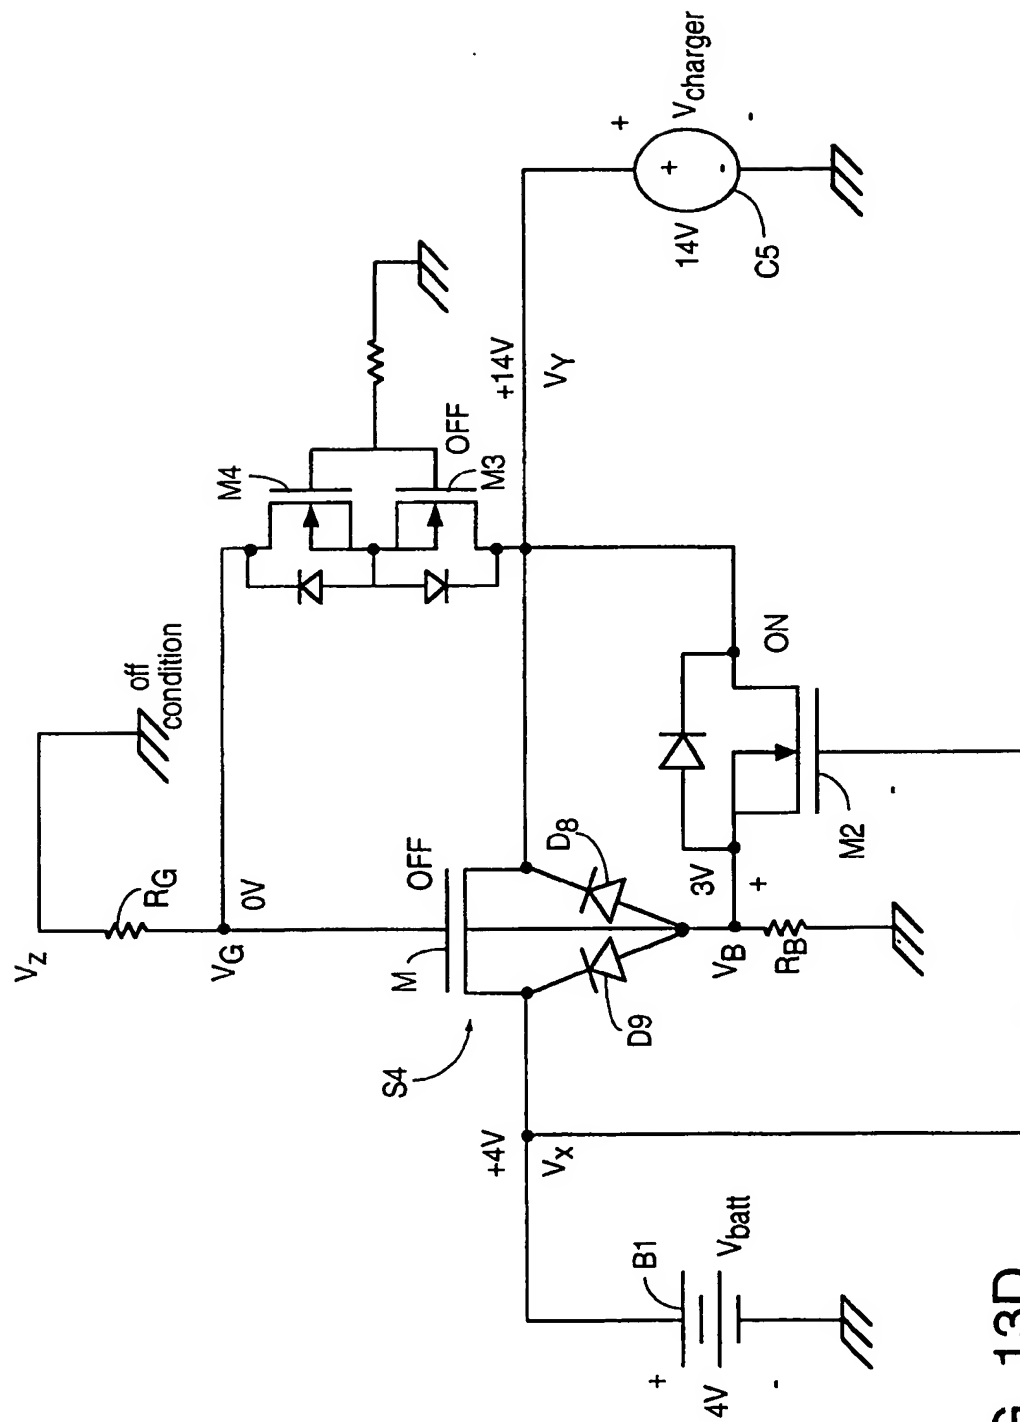 VZ
off
condition
RG
VG
0V
M4
S4
M
OFF
OFF
M3
+4V
+14V
VX
VY
D8
+
D9
B1
+
+
14V
Vcharger
3V
4V
-
-
VB
Vbatt
+
C5
RB
ON
-
M2
G. 13D